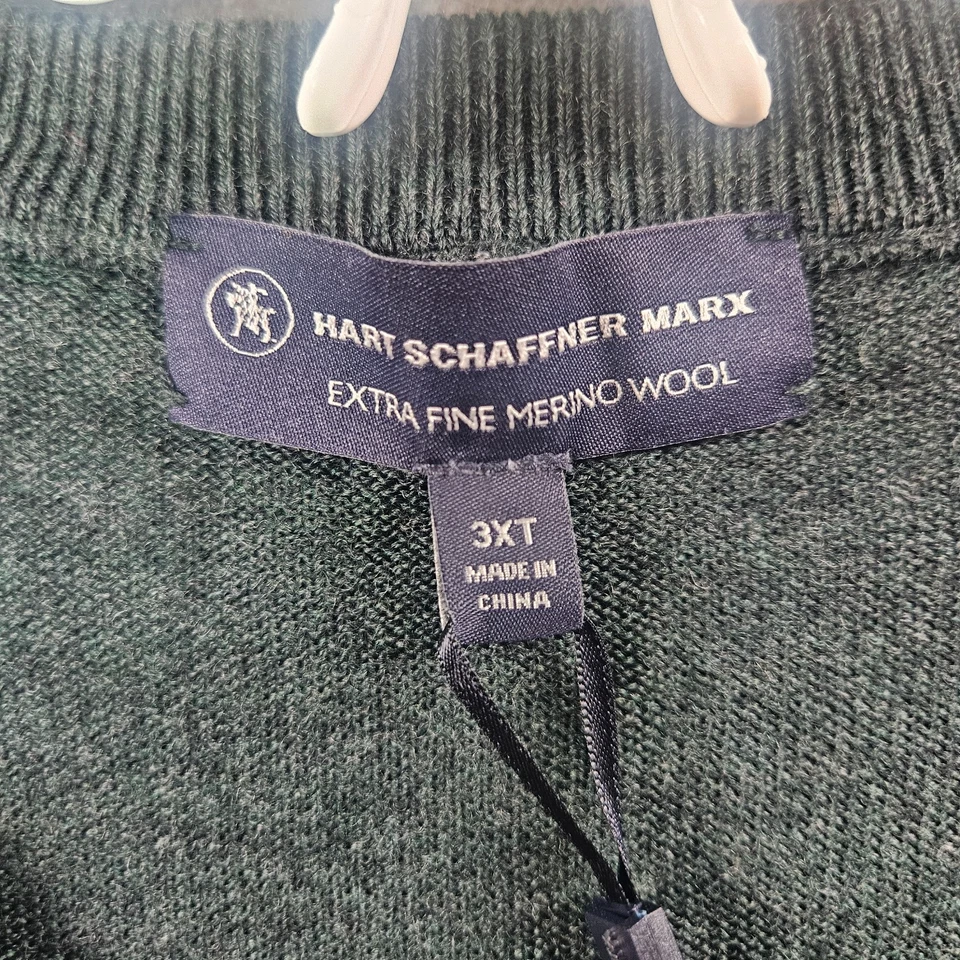 HART SCHAFFNER MARX
EXTRA FINE MERINO WOOL
3XT
MADE IN
CHINA